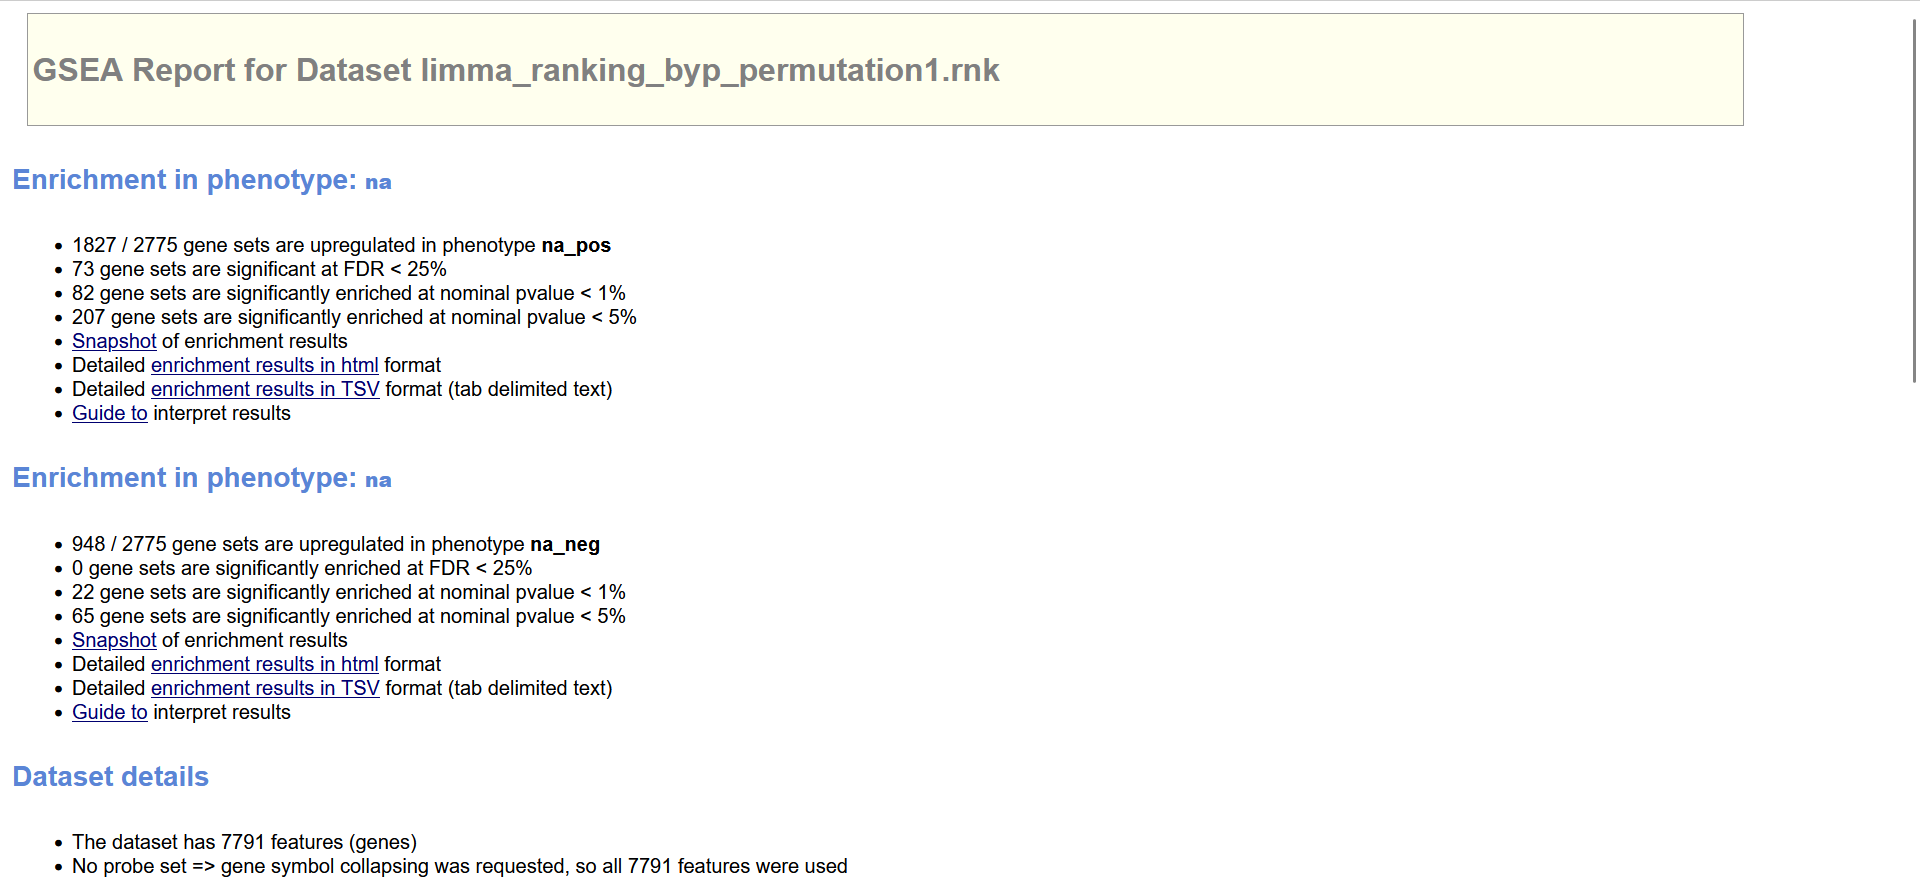 GSEA Report for Dataset limma_ranking_byp_permutation1.rnk
Enrichment in phenotype: na
1827 / 2775 gene sets are upregulated in phenotype na_pos
73 gene sets are significant at FDR < 25%
82 gene sets are significantly enriched at nominal pvalue < 1%
207 gene sets are significantly enriched at nominal pvalue < 5%
Snapshot of enrichment results
Detailed enrichment results in html format
Detailed enrichment results in TSV format (tab delimited text)
Guide to interpret results
Enrichment in phenotype: na
948 / 2775 gene sets are upregulated in phenotype na_neg
0 gene sets are significantly enriched at FDR < 25%
22 gene sets are significantly enriched at nominal pvalue < 1%
65 gene sets are significantly enriched at nominal pvalue < 5%
Snapshot of enrichment results
Detailed enrichment results in html format
Detailed enrichment results in TSV format (tab delimited text)
Guide to interpret results
Dataset details
The dataset has 7791 features (genes)
No probe set => gene symbol collapsing was requested, so all 7791 features were used